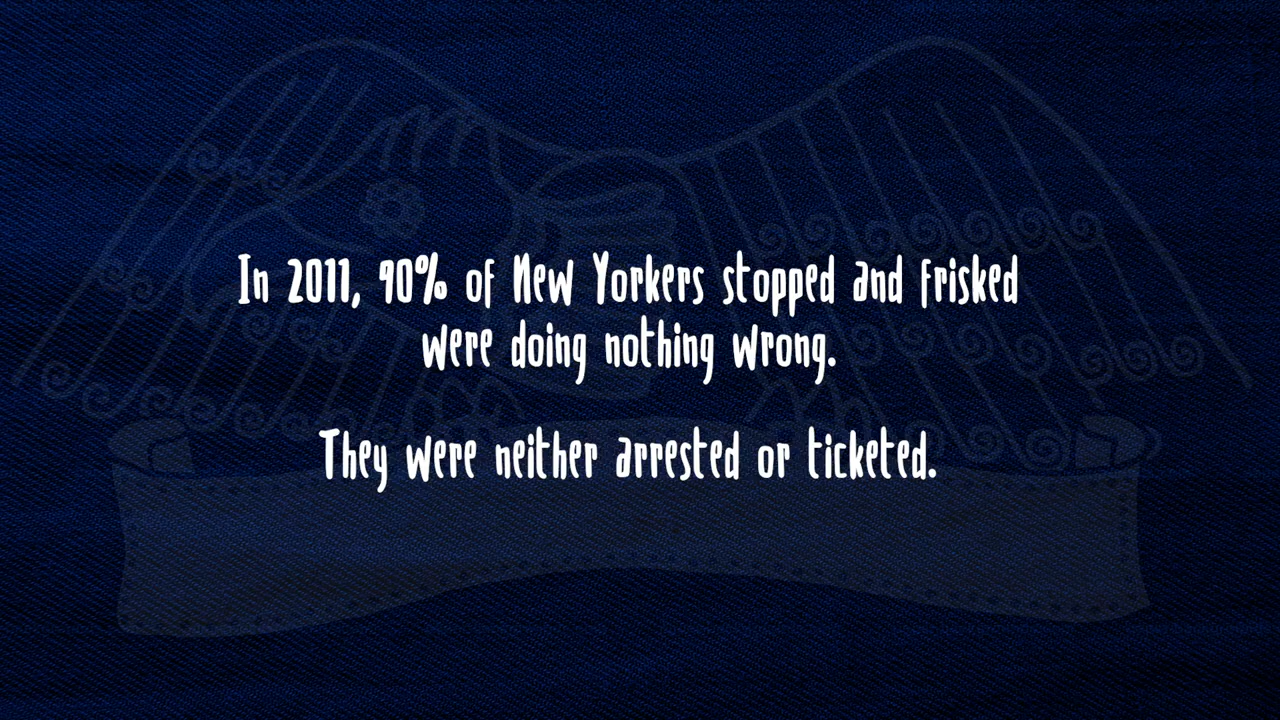 In 2011, 90% of New Yorkers stopped and frisked
were doing nothing wrong.
They were neither arrested or ticketed.